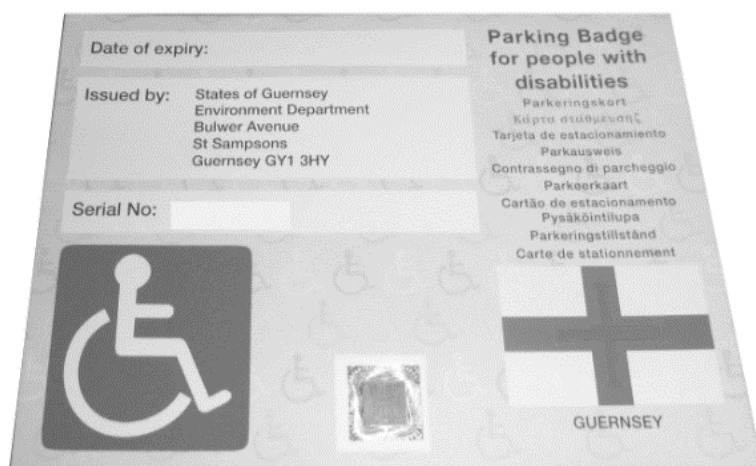 Date of expiry:
Issued by: States of Guernsey
Environment Department
Bulwer Avenue
St Sampsons
Guernsey GY1 3HY
Serial No:
Parking Badge
for people with
disabilities
Parkeringskort
Κάρτα στάθμευσης
Tarjeta de estacionamiento
Parkausweis
Contrassegno di parcheggio
Parkeerkaart
Cartão de estacionamento
Pysäköintilupa
Parkeringstillstånd
Carte de stationnement
GUERNSEY